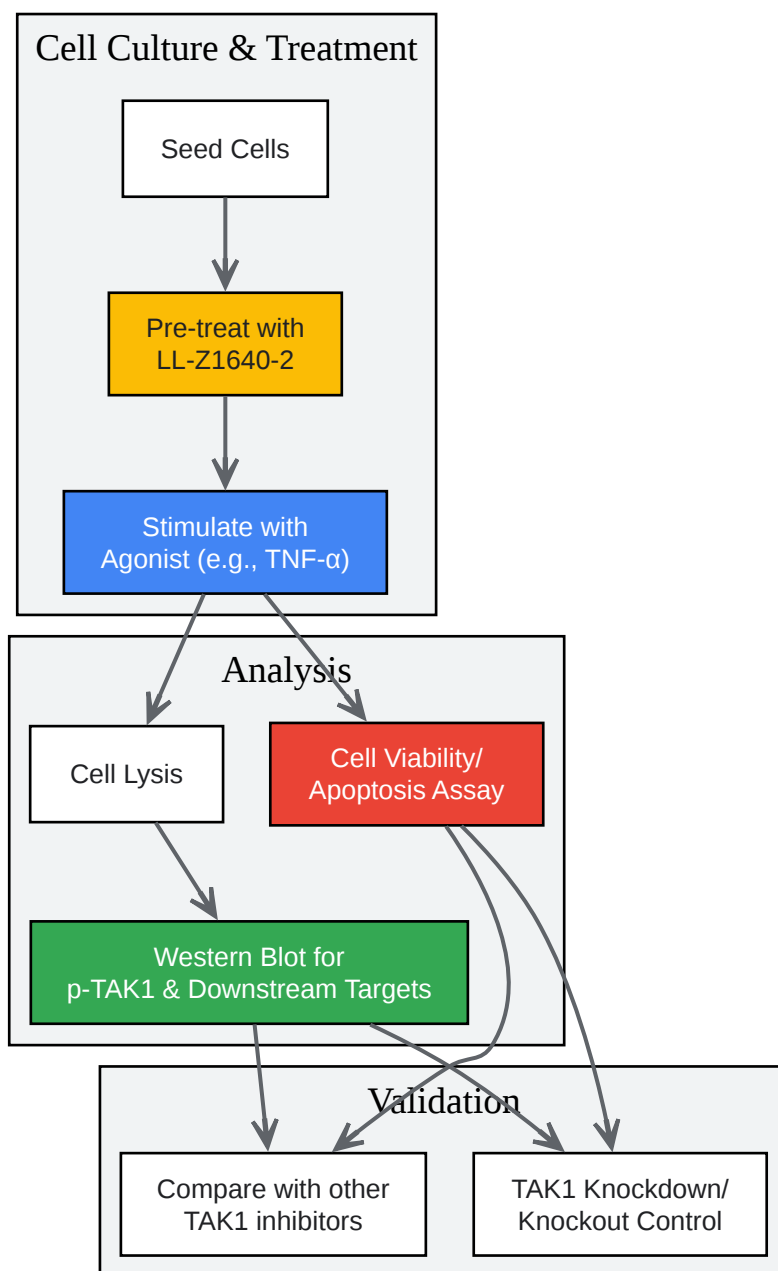 Cell Culture & Treatment
Seed Cells
Pre-treat with
LL-Z1640-2
Stimulate with
Agonist (e.g., TNF-α)
Analysis
Cell Lysis
Cell Viability/
Apoptosis Assay
Western Blot for
p-TAK1 & Downstream Targets
Validation
Compare with other
TAK1 inhibitors
TAK1 Knockdown/
Knockout Control